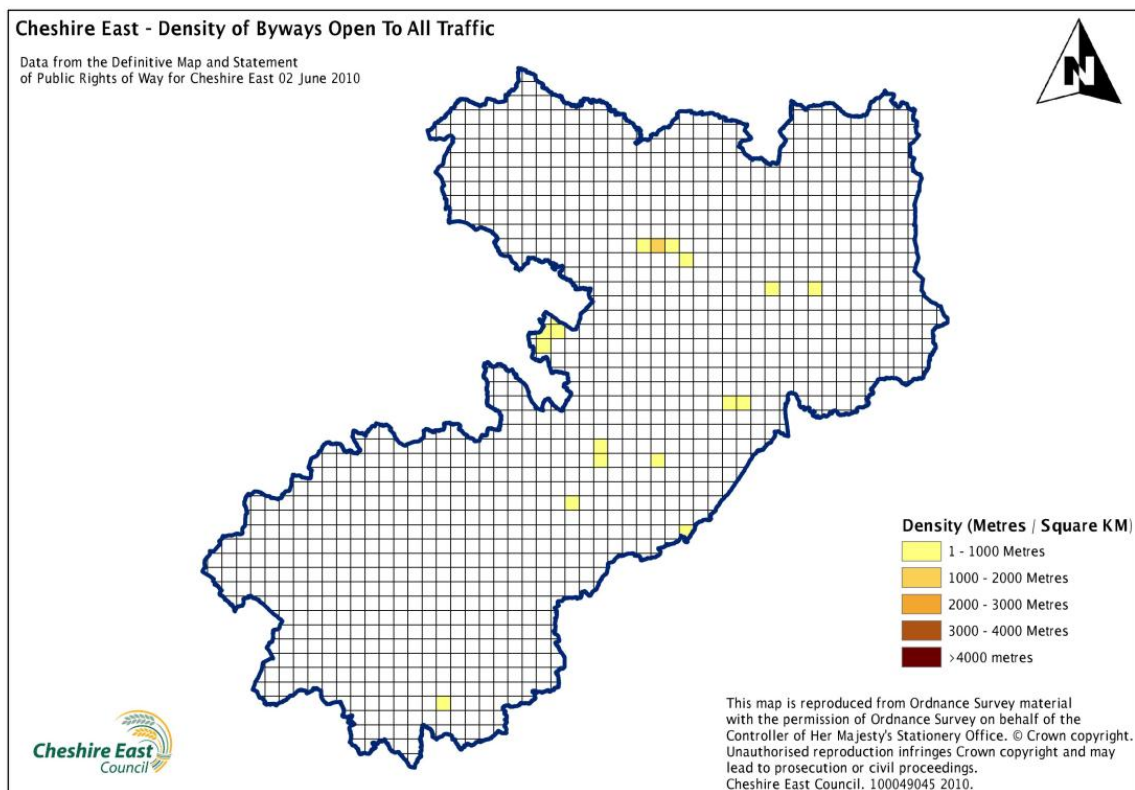 Cheshire East - Density of Byways Open To All Traffic
Data from the Definitive Map and Statement
of Public Rights of Way for Cheshire East 02 June 2010
N
Density (Metres / Square KM)
1 - 1000 Metres
1000 - 2000 Metres
2000 - 3000 Metres
3000 - 4000 Metres
>4000 metres
Cheshire East
Council
This map is reproduced from Ordnance Survey material
with the permission of Ordnance Survey on behalf of the
Controller of Her Majesty's Stationery Office. © Crown copyright.
Unauthorised reproduction infringes Crown copyright and may
lead to prosecution or civil proceedings.
Cheshire East Council. 100049045 2010.